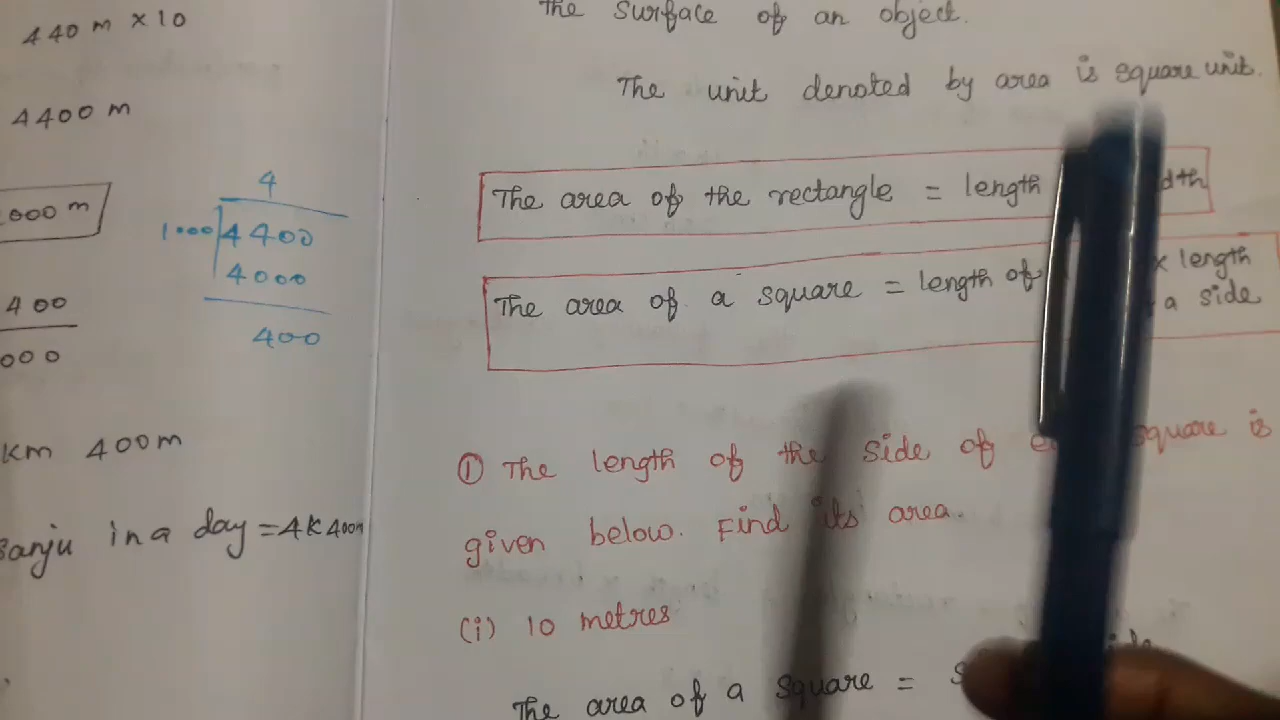 440 m × 10
4400 m
000 m
400
000
km 400m
sanju in a day = 4K400m
4
1000 4400
4000
400
The surface of an object.
The unit denoted by area is square unit.
The area of the rectangle = length dth
The area of a square = length of × length
a side
① The length of the side of square is
given below. Find its area.
(i) 10 metres
The area of a square =